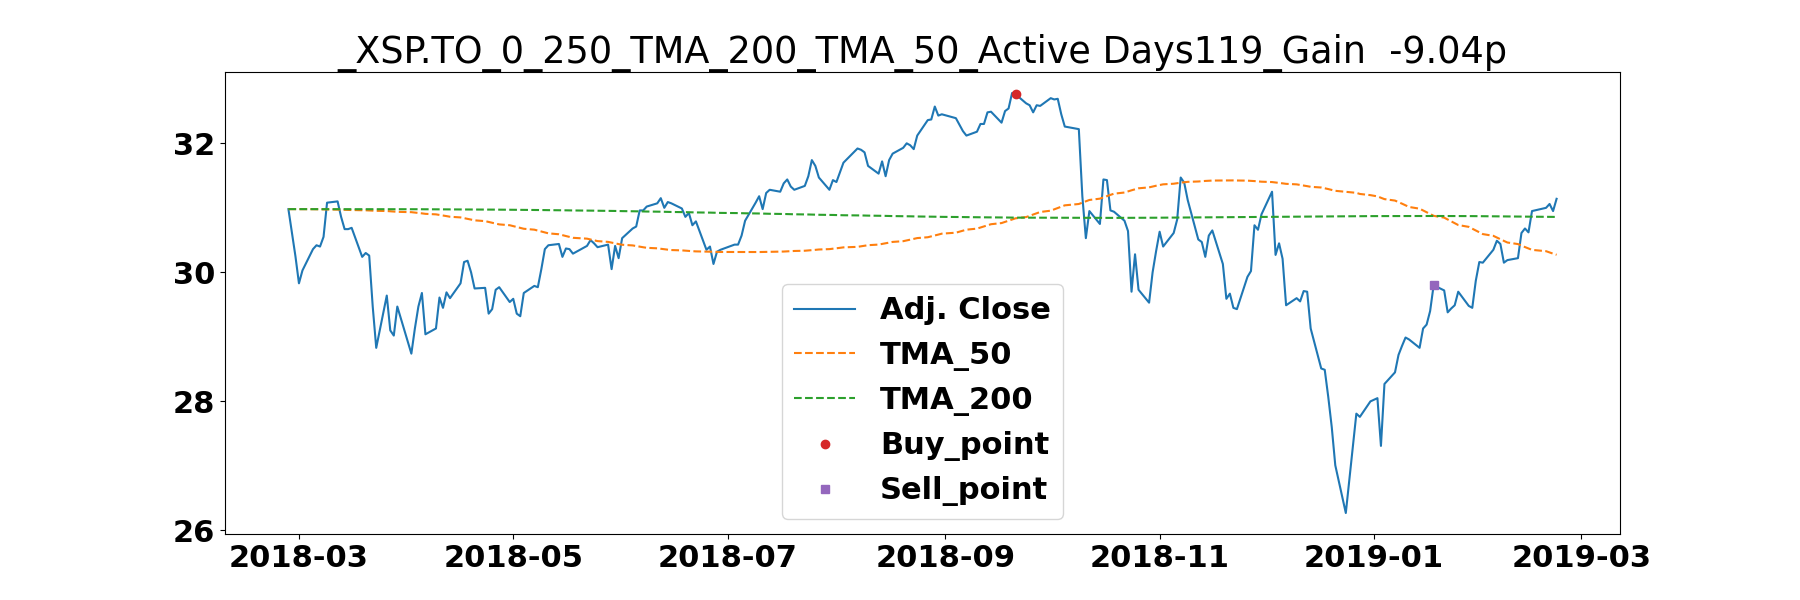 _XSP.TO_0_250_TMA_200_TMA_50_Active Days119_Gain  -9.04p
32
30
28
26
Adj. Close
TMA_50
TMA_200
Buy_point
Sell_point
2018-03 2018-05 2018-07 2018-09 2018-11 2019-01 2019-03